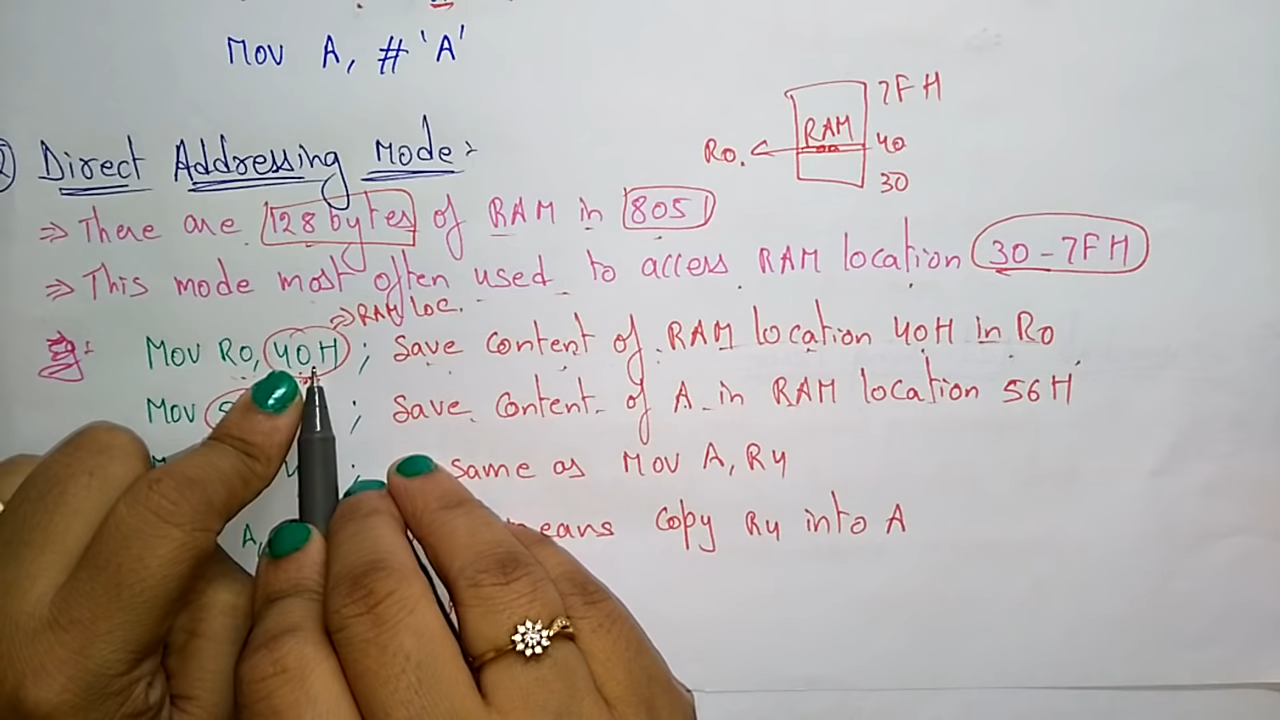 Mov A, # 'A'
Direct Addressing Mode:
7FH
RAM
R0. ← 40
30
⇒ There are 128 bytes of RAM in 8051
⇒ This mode most often used to access RAM location 30 - 7FH
⇒ RAM LOC.
Eg: Mov R0, 40H ; Save content of RAM location 40H in R0
Mov ; Save content of A in RAM location 56H
; same as Mov A, R4
A, means Copy R4 into A